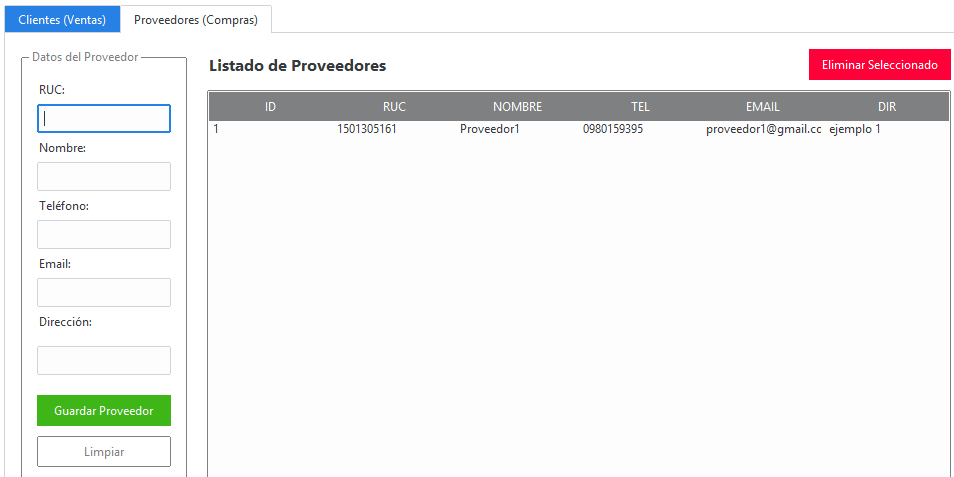 Clientes (Ventas) Proveedores (Compras)
Datos del Proveedor
RUC:
Nombre:
Teléfono:
Email:
Dirección:
Guardar Proveedor
Limpiar
Listado de Proveedores
Eliminar Seleccionado
ID RUC NOMBRE TEL EMAIL DIR
1 1501305161 Proveedor1 0980159395 proveedor1@gmail.cc ejemplo 1